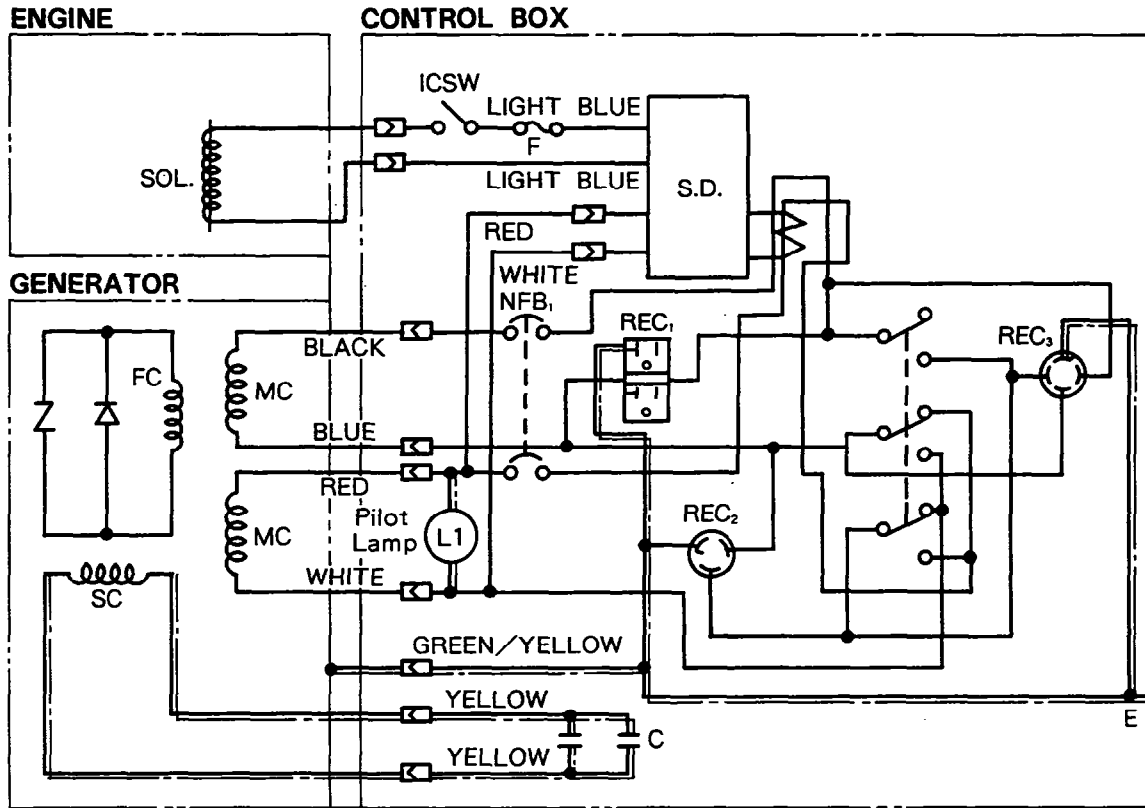 ENGINE
CONTROL BOX
ICSW
LIGHT BLUE
F
SOL.
LIGHT BLUE
S.D.
RED
GENERATOR
WHITE
NFB₁
REC₁
BLACK
REC₃
FC
MC
BLUE
RED
Pilot
Lamp
L1
REC₂
MC
WHITE
SC
GREEN/YELLOW
YELLOW
E
C
YELLOW